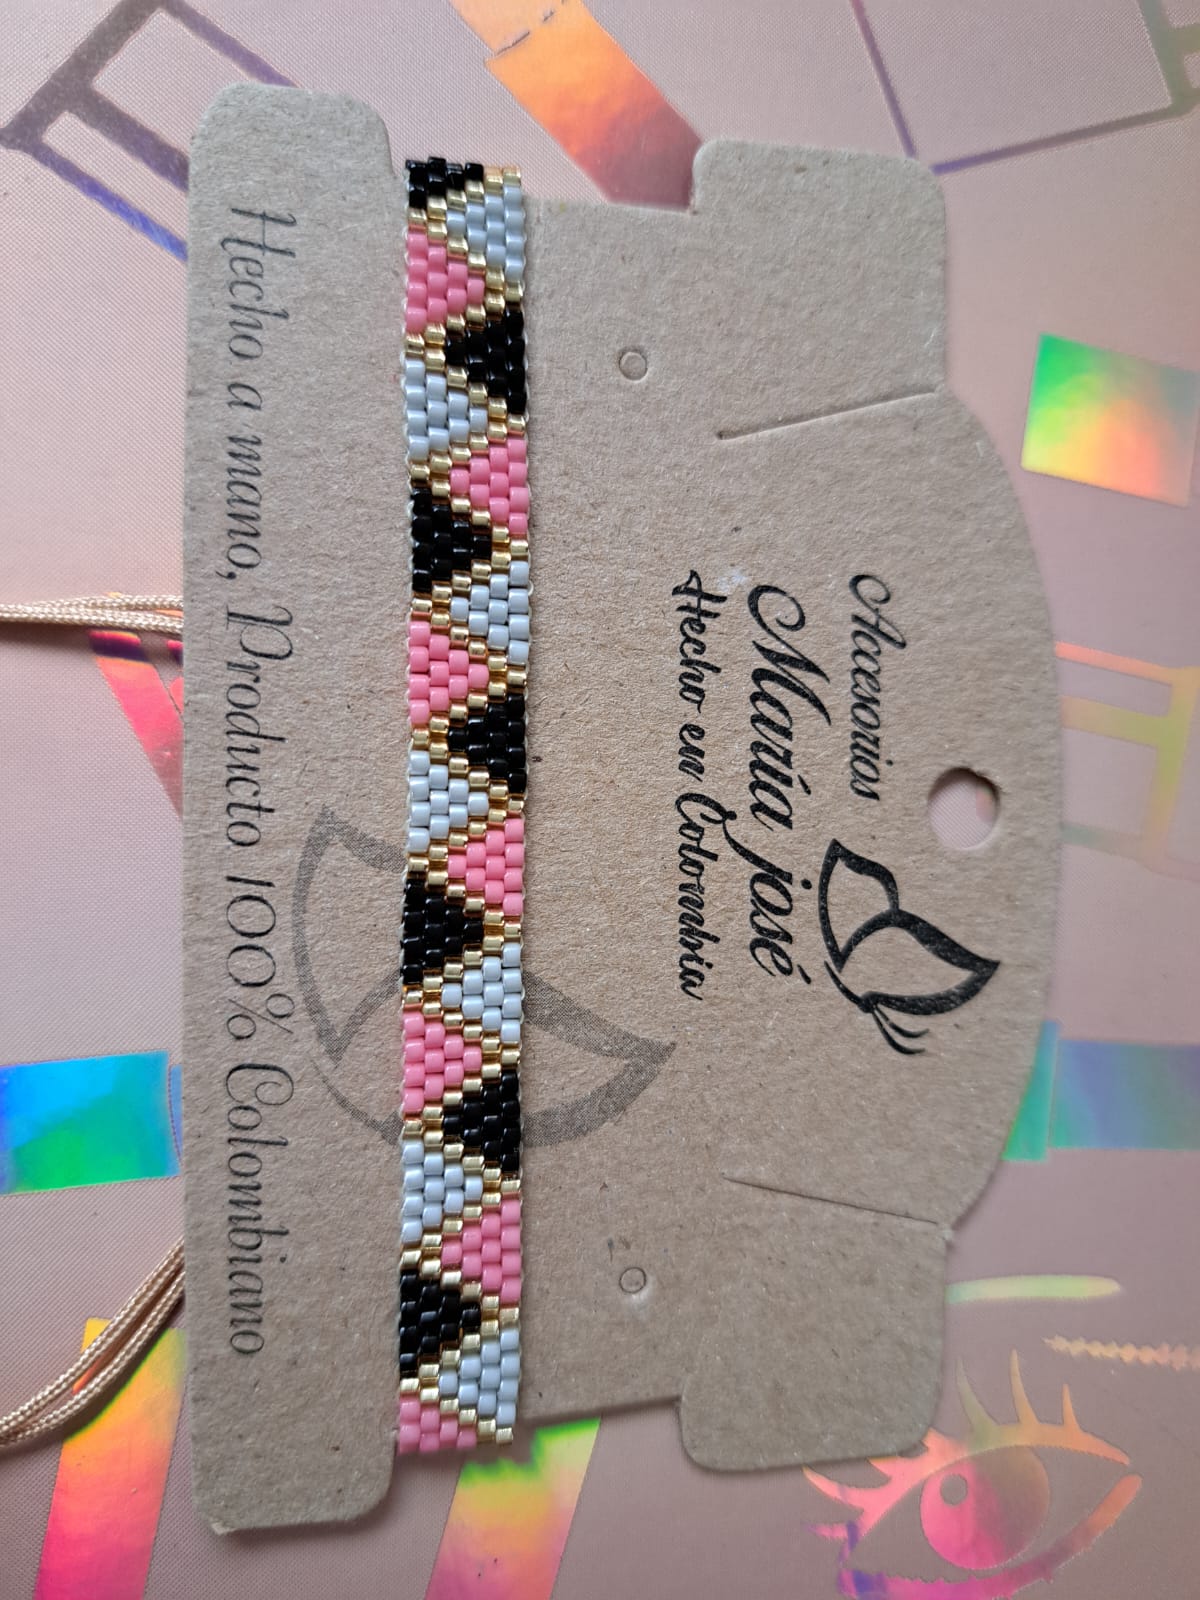 Accesorios
María josé
Hecho en Colombia
Hecho a mano, Producto 100% Colombiano